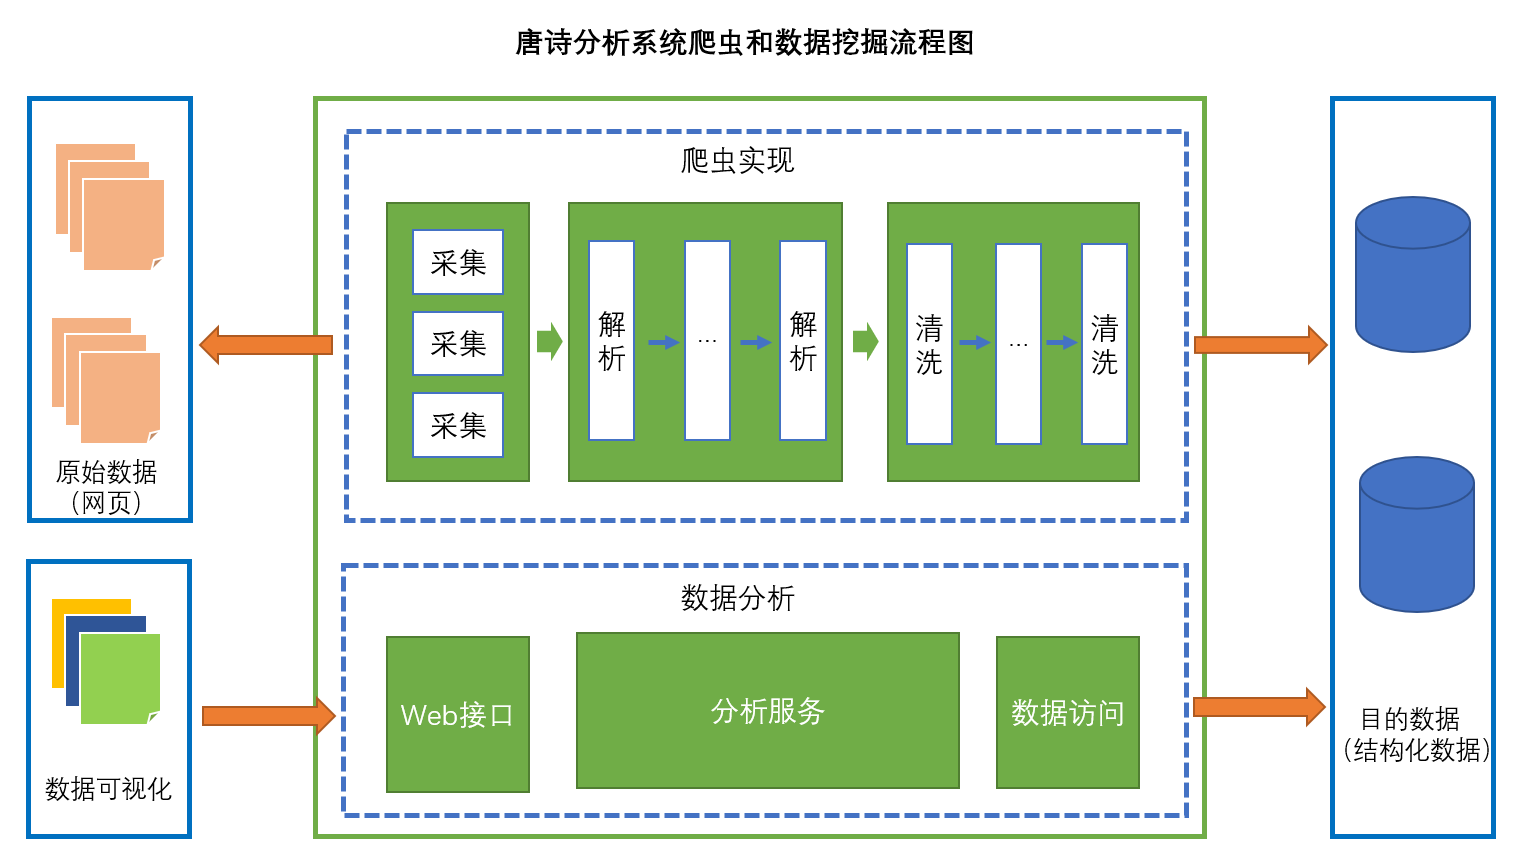 唐诗分析系统爬虫和数据挖掘流程图
爬虫实现
采集
采集
采集
解析
…
解析
清洗
…
清洗
原始数据
（网页）
数据分析
Web接口
分析服务
数据访问
数据可视化
目的数据
（结构化数据）